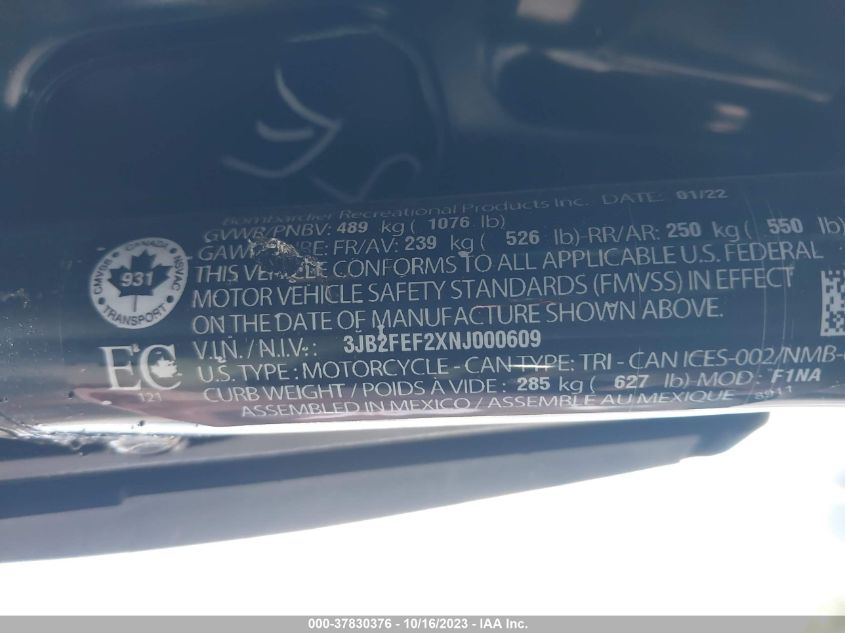 Bombardier Recreational Products Inc. DATE: 01/22
GVWR/PNBV: 489 kg ( 1076 lb)
FR/AV: 239 kg ( 526 lb)-RR/AR: 250 kg ( 550 lb)
THIS VEHICLE CONFORMS TO ALL APPLICABLE U.S. FEDERAL
MOTOR VEHICLE SAFETY STANDARDS (FMVSS) IN EFFECT
ON THE DATE OF MANUFACTURE SHOWN ABOVE.
V.I.N. / N.I.V.: 3JB2FEF2XNJ000609
U.S. TYPE: MOTORCYCLE - CAN TYPE: TRI - CAN ICES-002/NMB-
CURB WEIGHT / POIDS À VIDE: 285 kg ( 627 lb) MOD: F1NA
ASSEMBLED IN MEXICO / ASSEMBLÉ AU MEXIQUE
CANADA
CMVSS NSVAC
931
TRANSPORT
EC
121
000-37830376 - 10/16/2023 - IAA Inc.